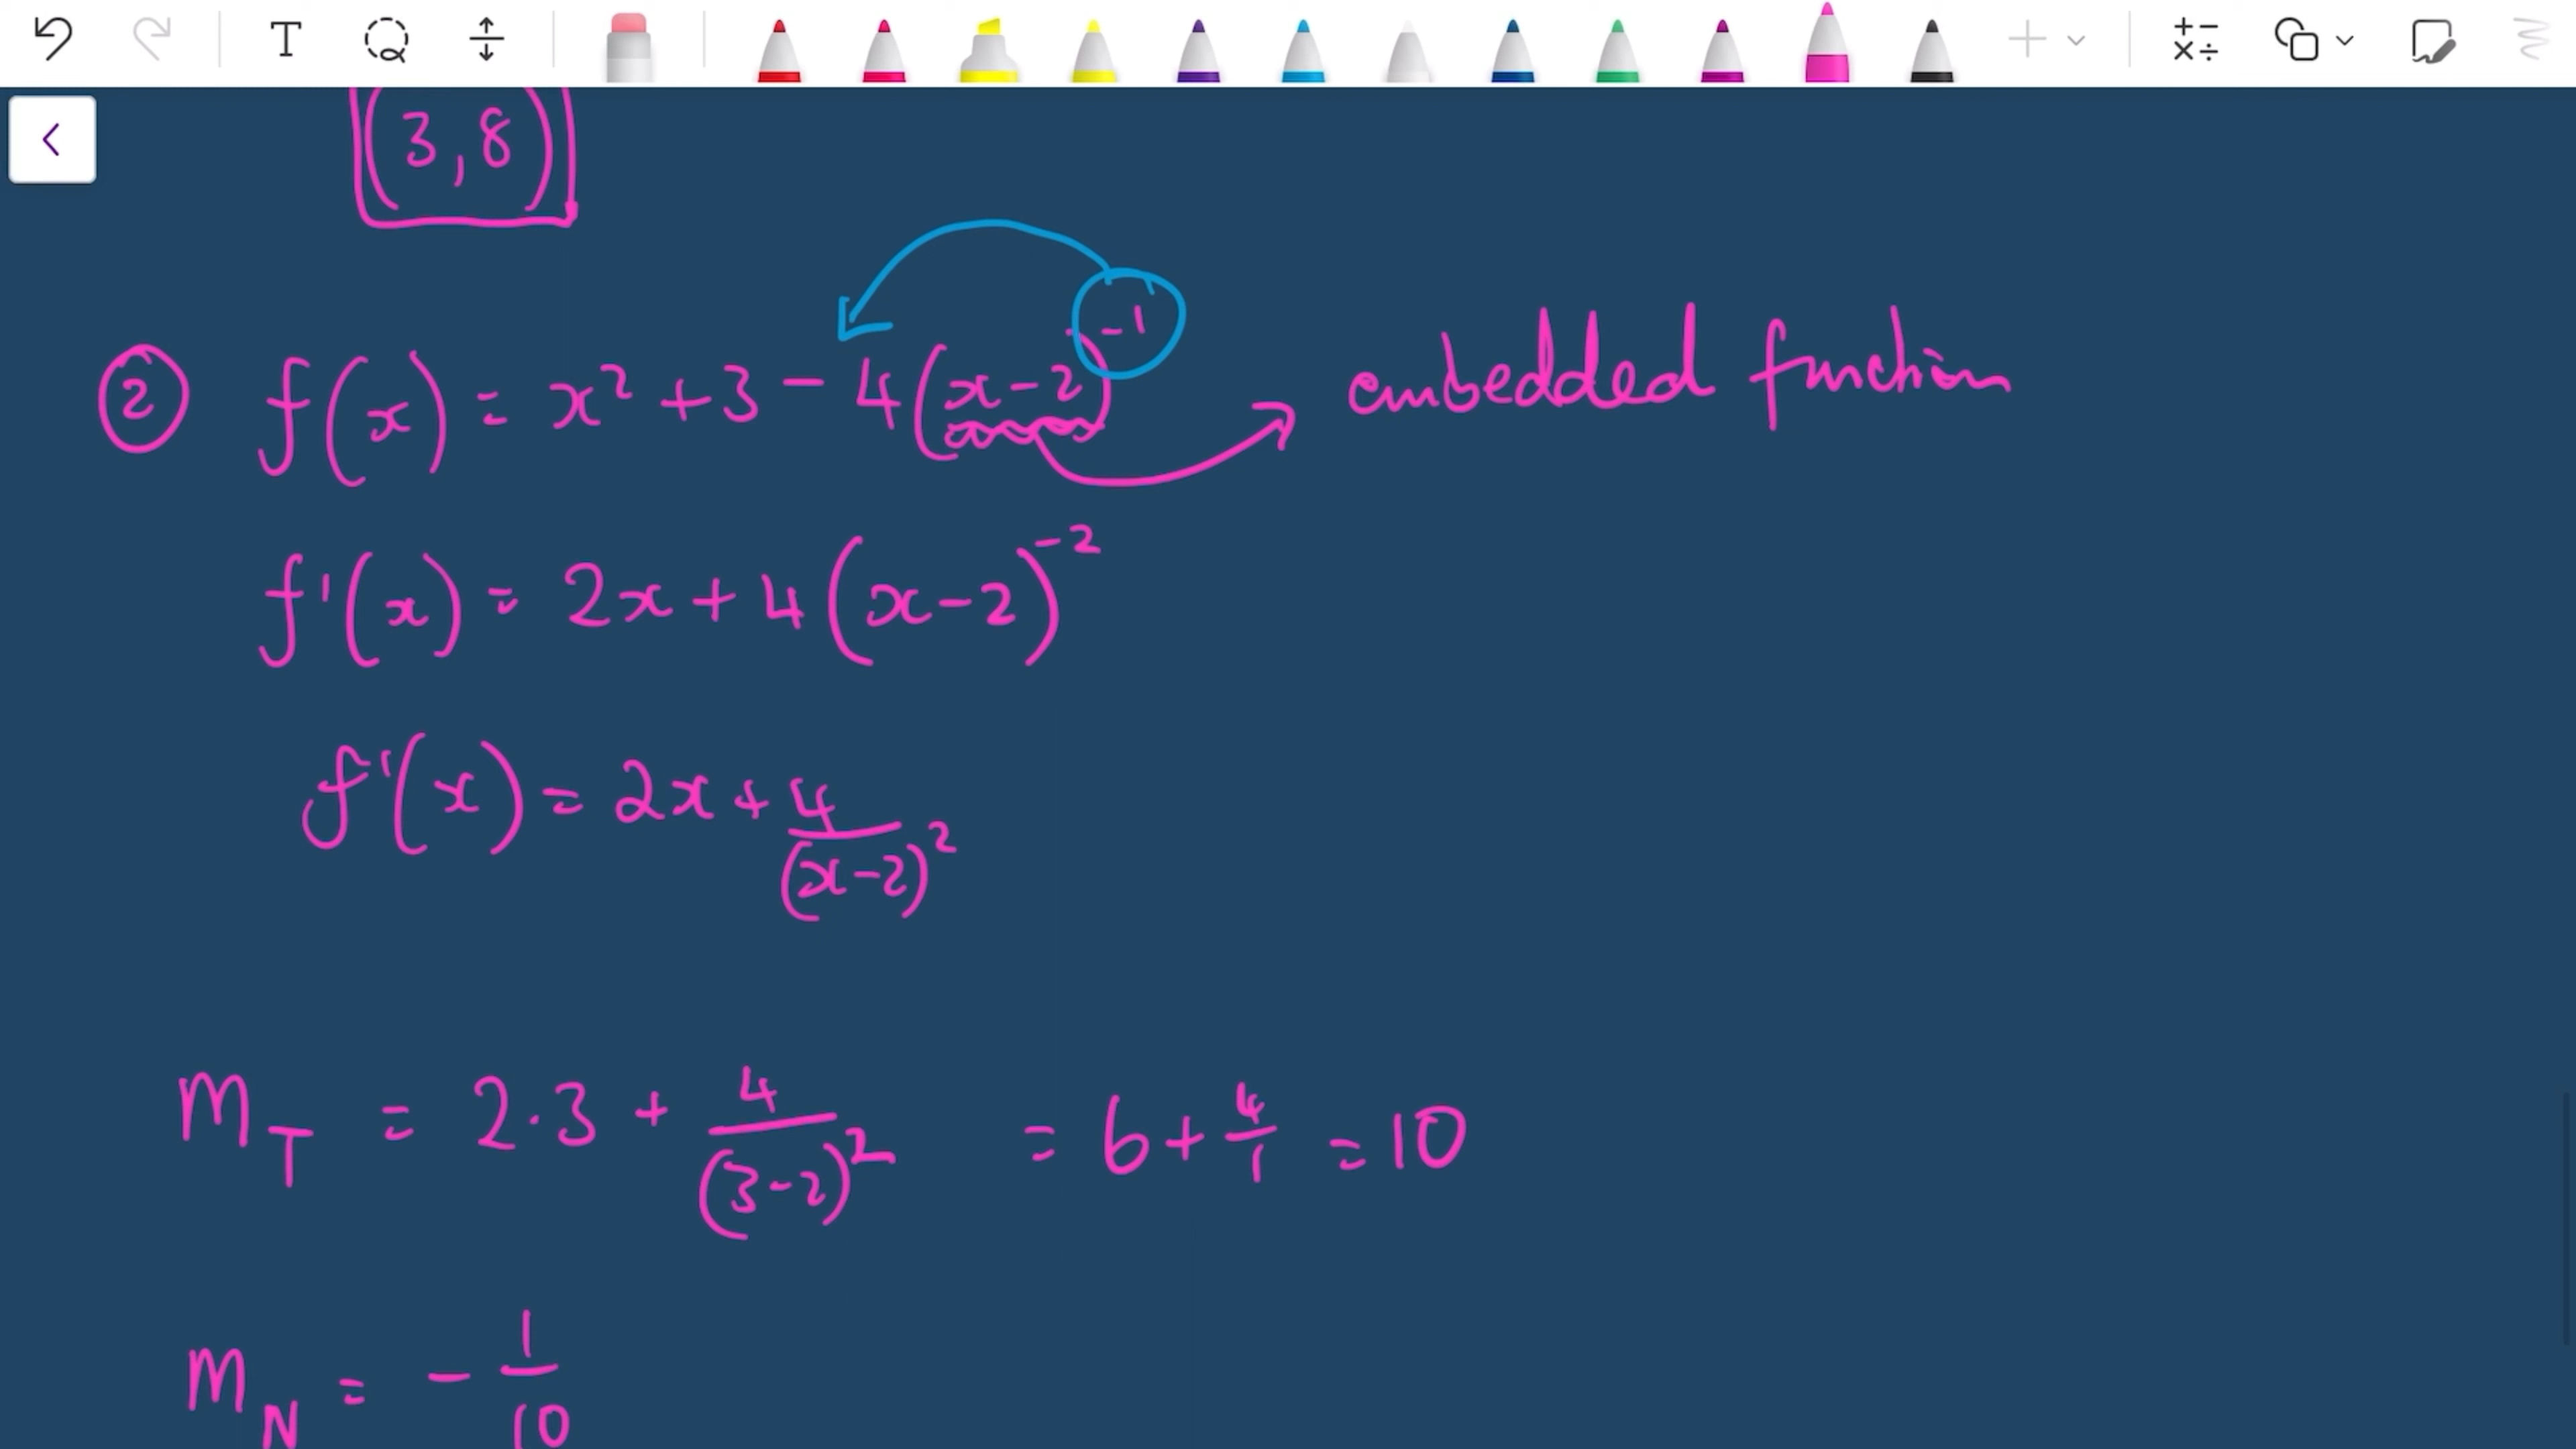 T
(3,8)
② f(x) = x² + 3 - 4(x-2)⁻¹ embedded function
f'(x) = 2x + 4(x-2)⁻²
f'(x) = 2x + 4/(x-2)²
m_T = 2·3 + 4/(3-2)² = 6 + 4/1 = 10
m_N = - 1/10